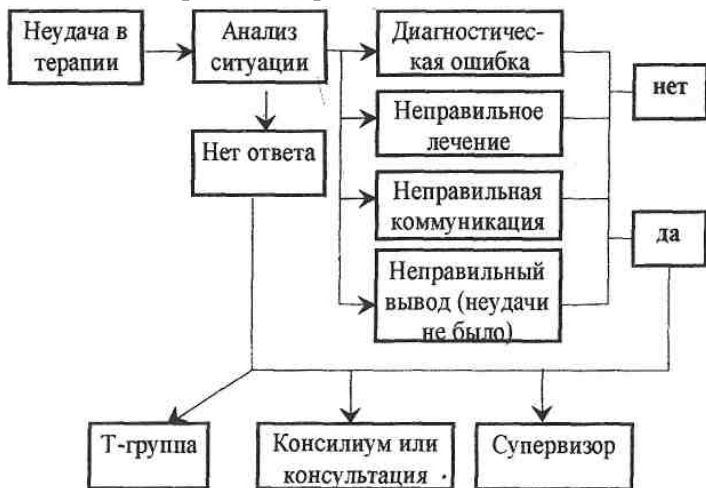 Неудача в
терапии
Анализ
ситуации
Диагностичес-
кая ошибка
нет
Неправильное
лечение
Нет ответа
Неправильная
коммуникация
да
Неправильный
вывод (неудачи
не было)
Т-группа
Консилиум или
консультация
Супервизор